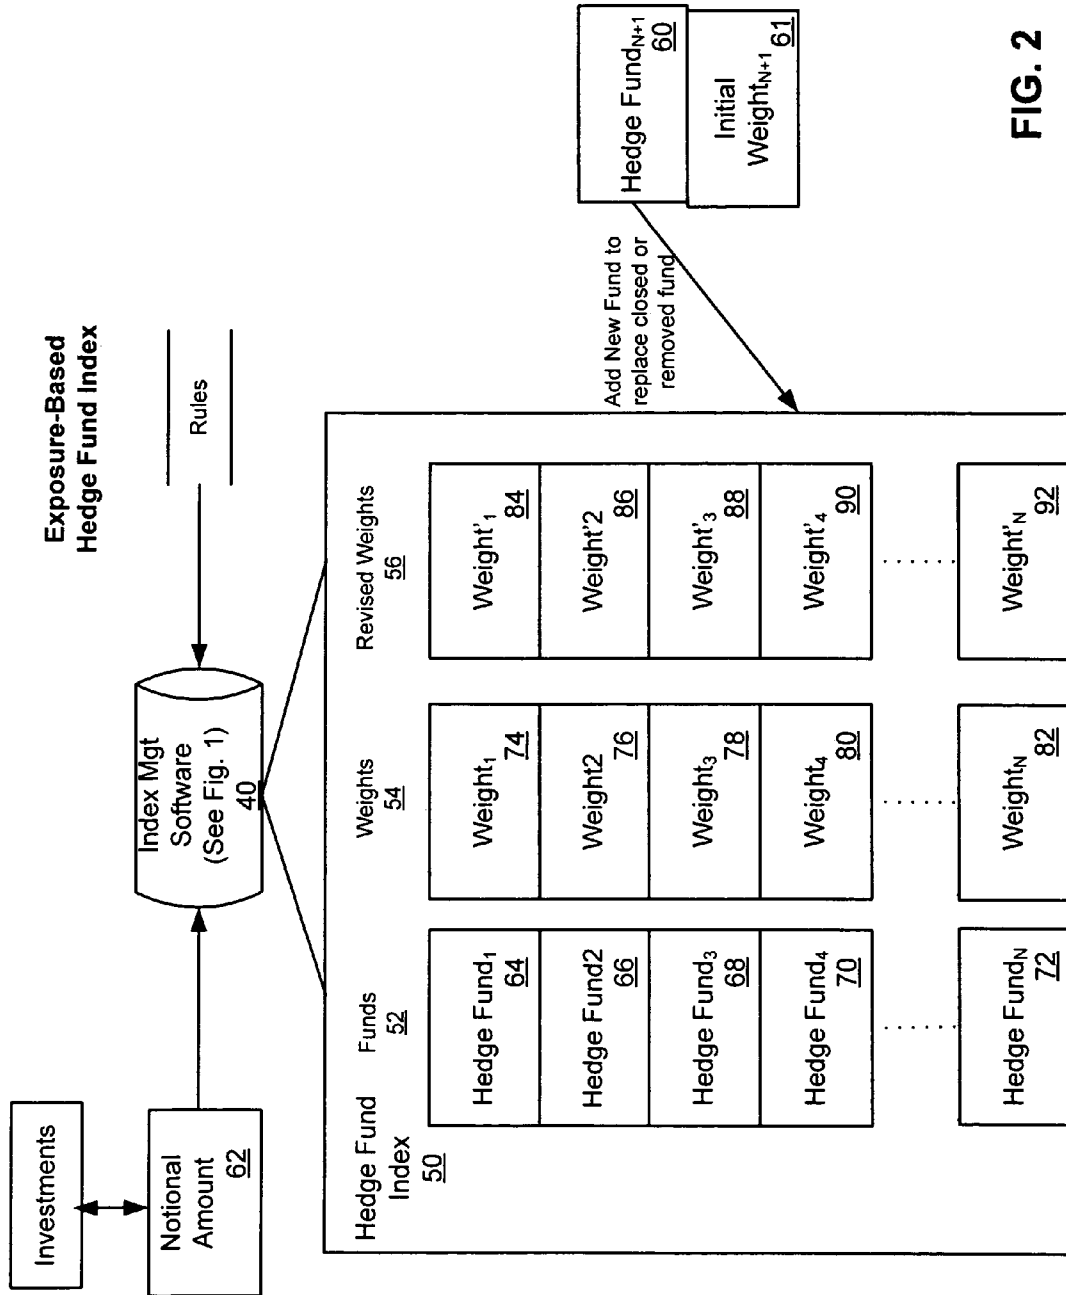 Exposure-Based
Hedge Fund Index
Investments
Notional
Amount
62
Index Mgt
Software
(See Fig. 1)
40
Rules
Hedge Fund
Index
50
Funds
52
Weights
54
Revised Weights
56
Hedge Fund1
64
Weight1
74
Weight'1
84
Hedge Fund2
66
Weight2
76
Weight'2
86
Hedge Fund3
68
Weight3
78
Weight'3
88
Hedge Fund4
70
Weight4
80
Weight'4
90
Hedge FundN
72
WeightN
82
Weight'N
92
Add New Fund to
replace closed or
removed fund
Hedge FundN+1
60
Initial
WeightN+1
61
FIG. 2